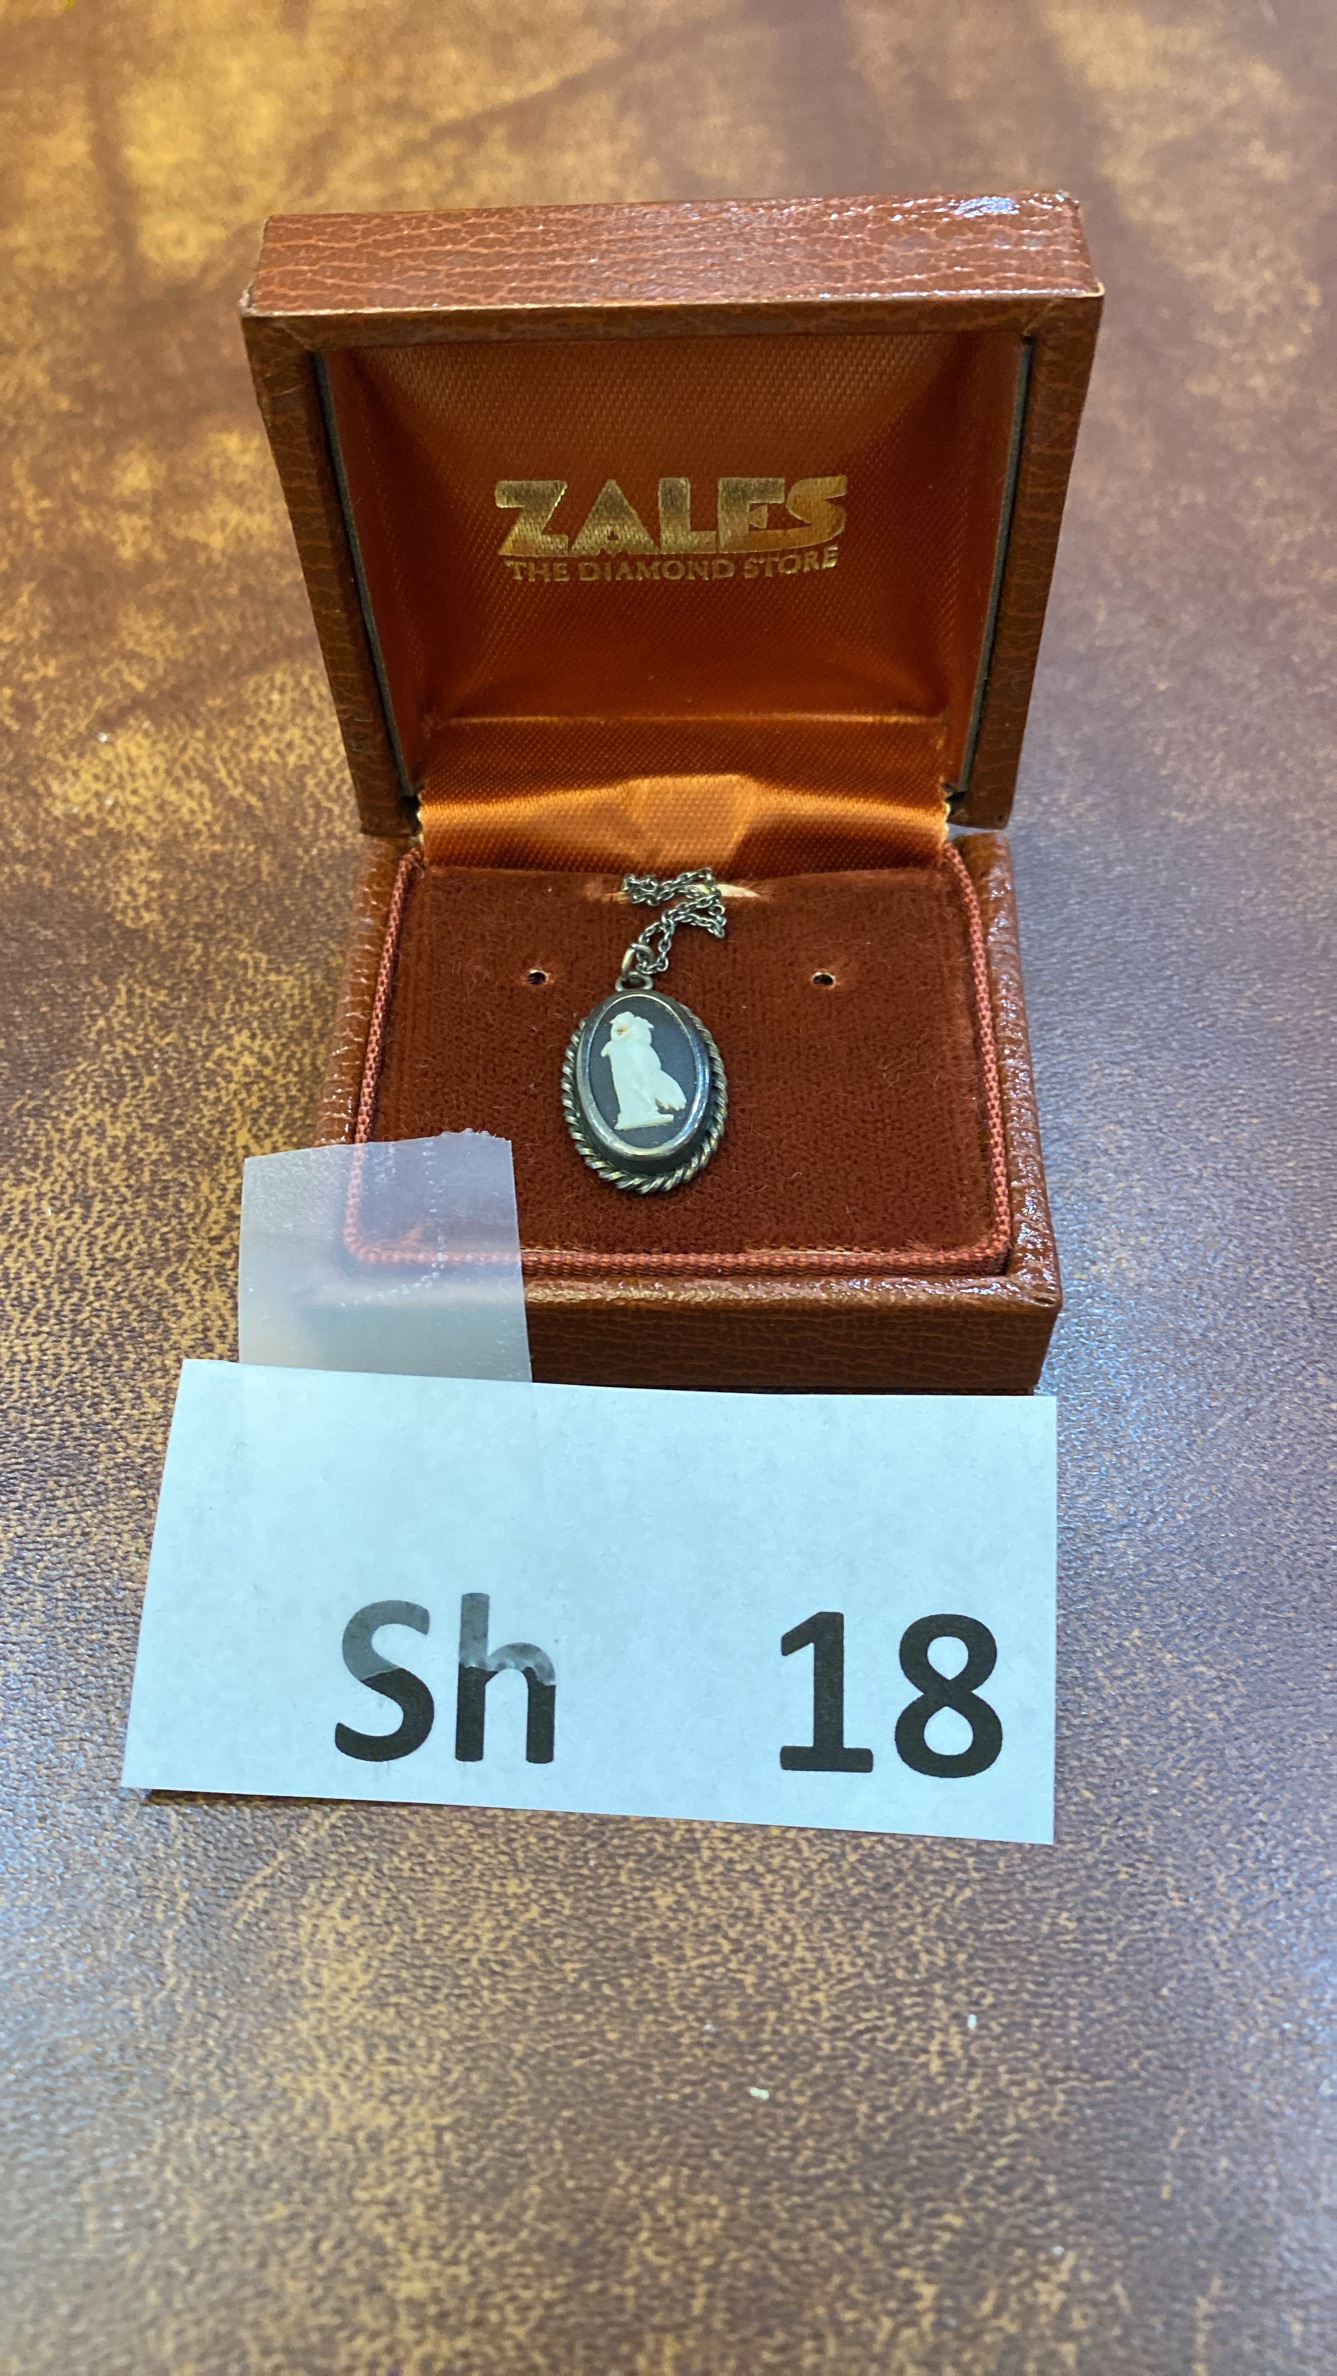 ZALES
THE DIAMOND STORE
Sh 18